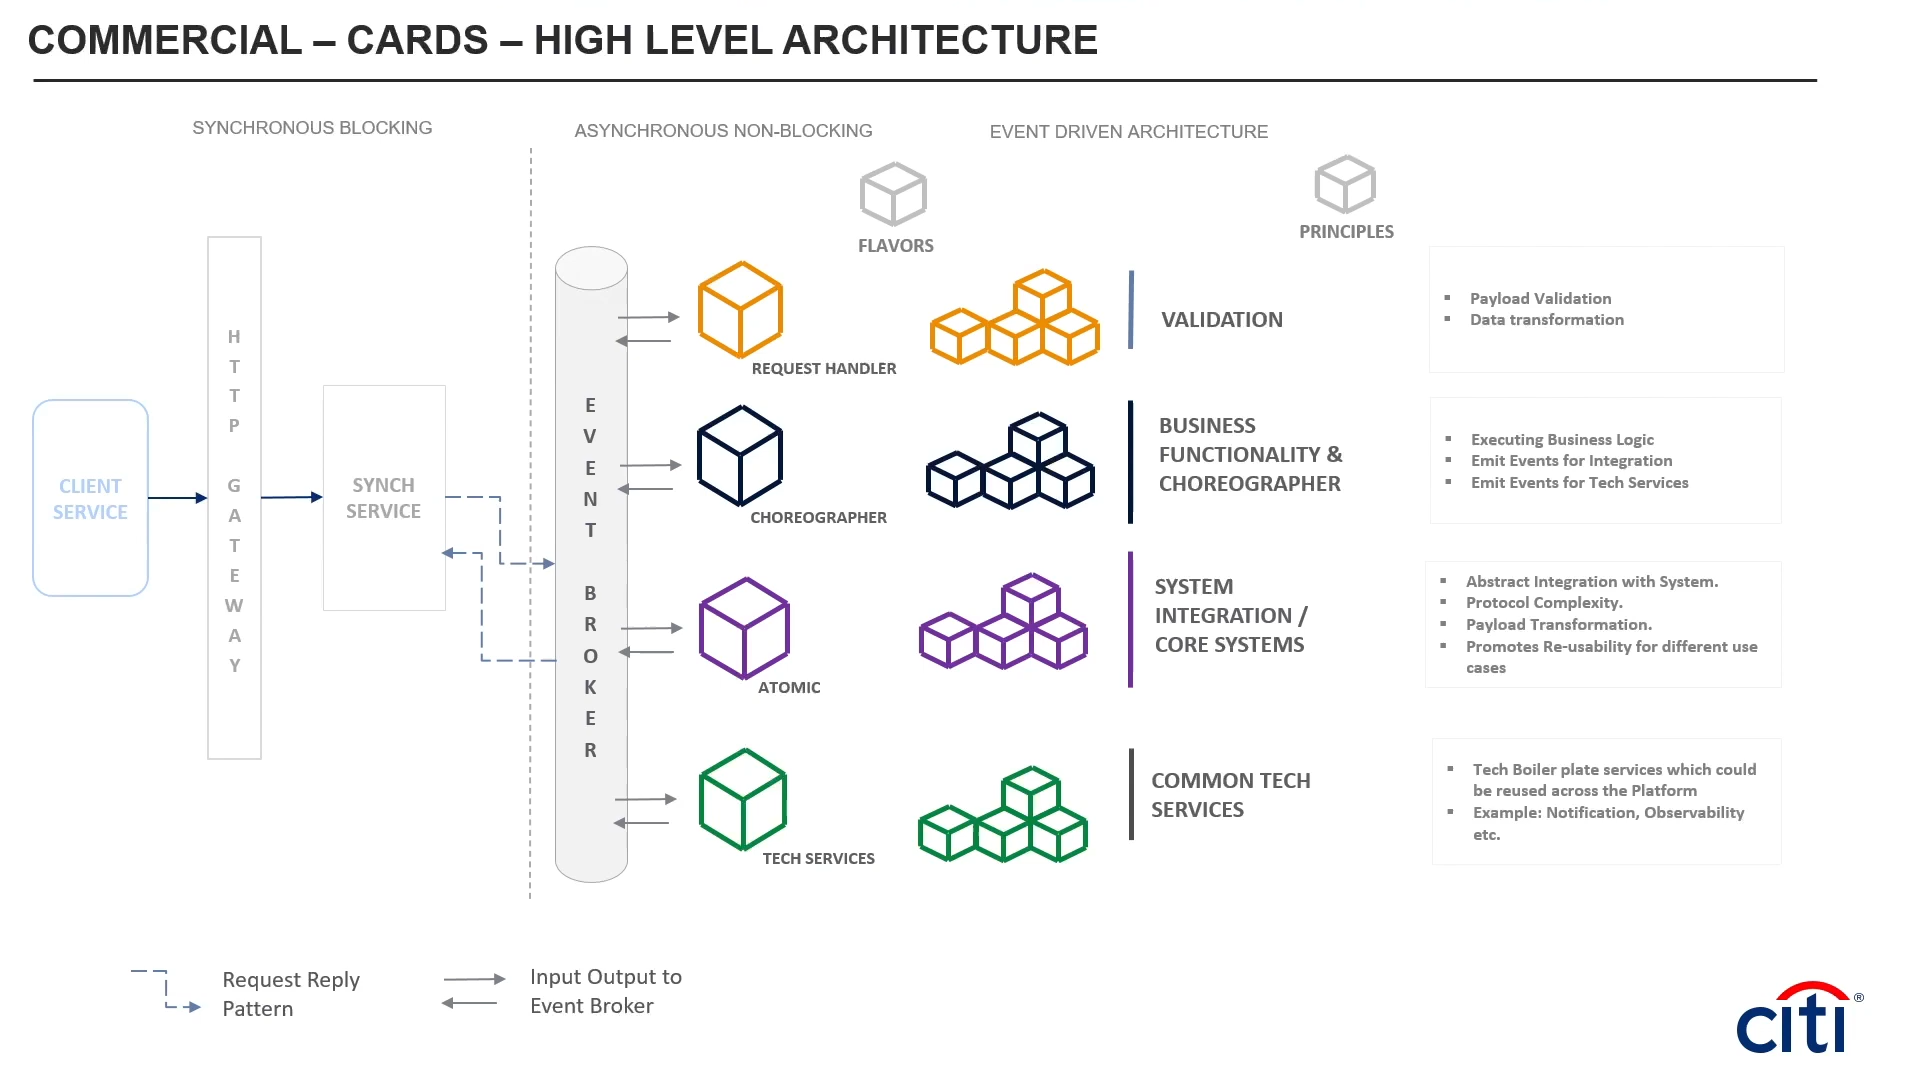 COMMERCIAL – CARDS – HIGH LEVEL ARCHITECTURE
SYNCHRONOUS BLOCKING
ASYNCHRONOUS NON-BLOCKING
EVENT DRIVEN ARCHITECTURE
FLAVORS
PRINCIPLES
CLIENT
SERVICE
HTTP GATEWAY
SYNCH
SERVICE
EVENT BROKER
REQUEST HANDLER
VALIDATION
▪ Payload Validation
▪ Data transformation
CHOREOGRAPHER
BUSINESS
FUNCTIONALITY &
CHOREOGRAPHER
▪ Executing Business Logic
▪ Emit Events for Integration
▪ Emit Events for Tech Services
ATOMIC
SYSTEM
INTEGRATION /
CORE SYSTEMS
▪ Abstract Integration with System.
▪ Protocol Complexity.
▪ Payload Transformation.
▪ Promotes Re-usability for different use
cases
TECH SERVICES
COMMON TECH
SERVICES
▪ Tech Boiler plate services which could
be reused across the Platform
▪ Example: Notification, Observability
etc.
Request Reply
Pattern
Input Output to
Event Broker
citi®